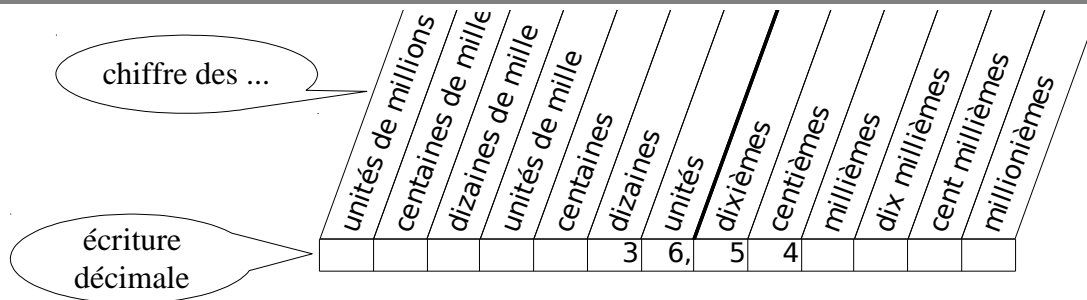 chiffre des ...
unités de millions
centaines de mille
dizaines de mille
unités de mille
centaines
dizaines
unités
dixièmes
centièmes
millièmes
dix millièmes
cent millièmes
millionièmes
écriture
décimale
3 6, 5 4